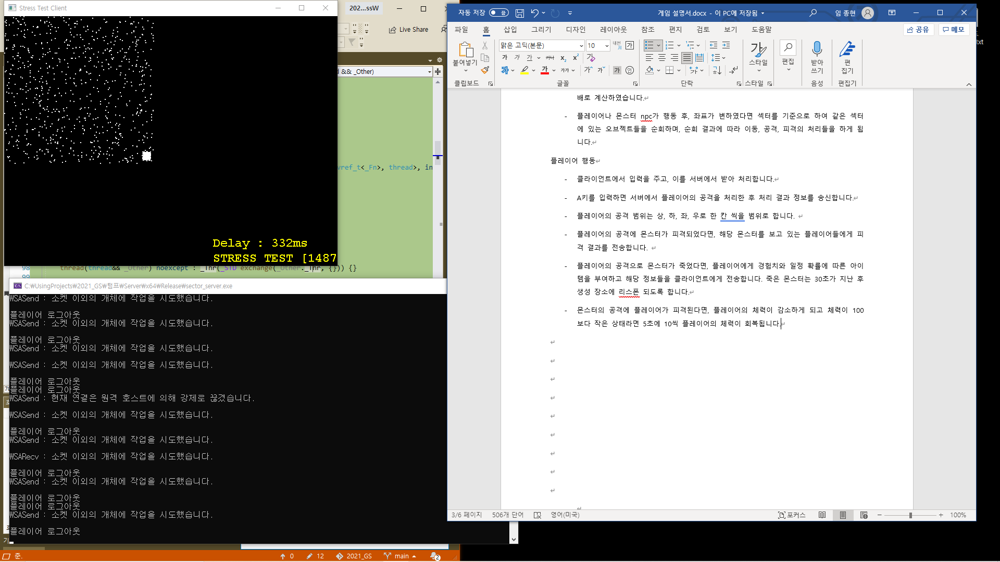 Stress Test Client
Delay : 332ms
STRESS TEST [1487
202...ssW
Live Share
&& _Other)
vref_t<_Fn>, thread>, in
98 thread(thread&& _Other) noexcept : _Thr(_STD exchange(_Other._Thr, {})) {}
99
C:\UsingProjects\2021_GS\텀프\Server\x64\Release\sector_server.exe
WSASend : 소켓 이외의 개체에 작업을 시도했습니다.
플레이어 로그아웃
WSASend : 소켓 이외의 개체에 작업을 시도했습니다.
플레이어 로그아웃
WSASend : 소켓 이외의 개체에 작업을 시도했습니다.
WSASend : 소켓 이외의 개체에 작업을 시도했습니다.
플레이어 로그아웃
플레이어 로그아웃
WSASend : 현재 연결은 원격 호스트에 의해 강제로 끊겼습니다.
WSASend : 소켓 이외의 개체에 작업을 시도했습니다.
플레이어 로그아웃
WSASend : 소켓 이외의 개체에 작업을 시도했습니다.
WSARecv : 소켓 이외의 개체에 작업을 시도했습니다.
플레이어 로그아웃
WSASend : 소켓 이외의 개체에 작업을 시도했습니다.
플레이어 로그아웃
플레이어 로그아웃
WSASend : 소켓 이외의 개체에 작업을 시도했습니다.
플레이어 로그아웃
준.
0 12 2021_GS main 2
자동 저장 끔 게임 설명서.docx - 이 PC에 저장됨 임 종현
파일 홈 삽입 그리기 디자인 레이아웃 참조 편지 검토 보기 도움말 공유 메모
붙여넣기 맑은 고딕(본문) 10 스타일 편집 받아쓰기 편집기
클립보드 글꼴 단락 스타일 음성 편집기
배로 계산하였습니다.
- 플레이어나 몬스터 npc가 행동 후, 좌표가 변하였다면 섹터를 기준으로 하여 같은 섹터
에 있는 오브젝트들을 순회하며, 순회 결과에 따라 이동, 공격, 피격의 처리들을 하게 됩
니다.
플레이어 행동
- 클라이언트에서 입력을 주고, 이를 서버에서 받아 처리합니다.
- A키를 입력하면 서버에서 플레이어의 공격을 처리한 후 처리 결과 정보를 송신합니다.
- 플레이어의 공격 범위는 상, 하, 좌, 우로 한 칸 씩을 범위로 합니다.
- 플레이어의 공격에 몬스터가 피격되었다면, 해당 몬스터를 보고 있는 플레이어들에게 피
격 결과를 전송합니다.
- 플레이어의 공격으로 몬스터가 죽었다면, 플레이어에게 경험치와 일정 확률에 따른 아이
템을 부여하고 해당 정보들을 클라이언트에게 전송합니다. 죽은 몬스터는 30초가 지난 후
생성 장소에 리스폰 되도록 합니다.
- 몬스터의 공격에 플레이어가 피격된다면, 플레이어의 체력이 감소하게 되고 체력이 100
보다 작은 상태라면 5초에 10씩 플레이어의 체력이 회복됩니다.
3/6 페이지 506개 단어 영어(미국) 포커스 100%
txt